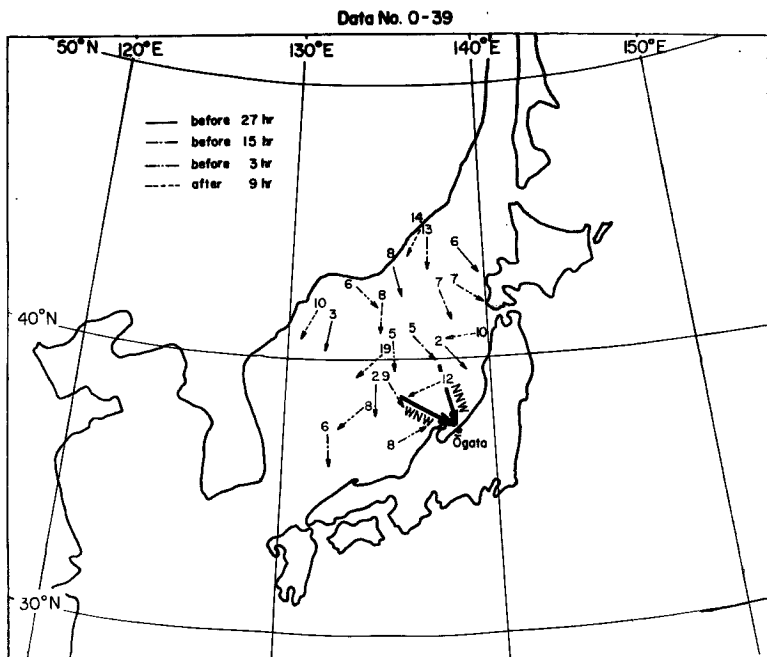 Data No. 0-39
50°N 120°E 130°E 140°E 150°E
before 27 hr
before 15 hr
before 3 hr
after 9 hr
14
13
6
8
7 7
6 8
10 3
40°N
5 5 2 10
19
29 12
NNW
WNW
8
6
8
Ōgata
30°N